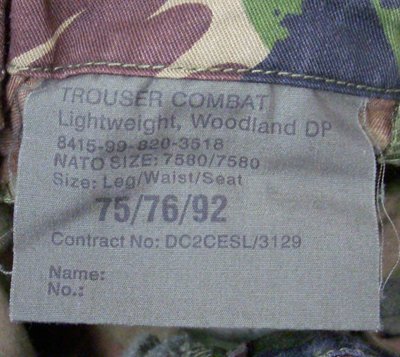 TROUSER COMBAT
Lightweight, Woodland DP
8415-99-820-3518
NATO SIZE: 7580/7580
Size: Leg/Waist/Seat
75/76/92
Contract No: DC2CESL/3129
Name:
No.: